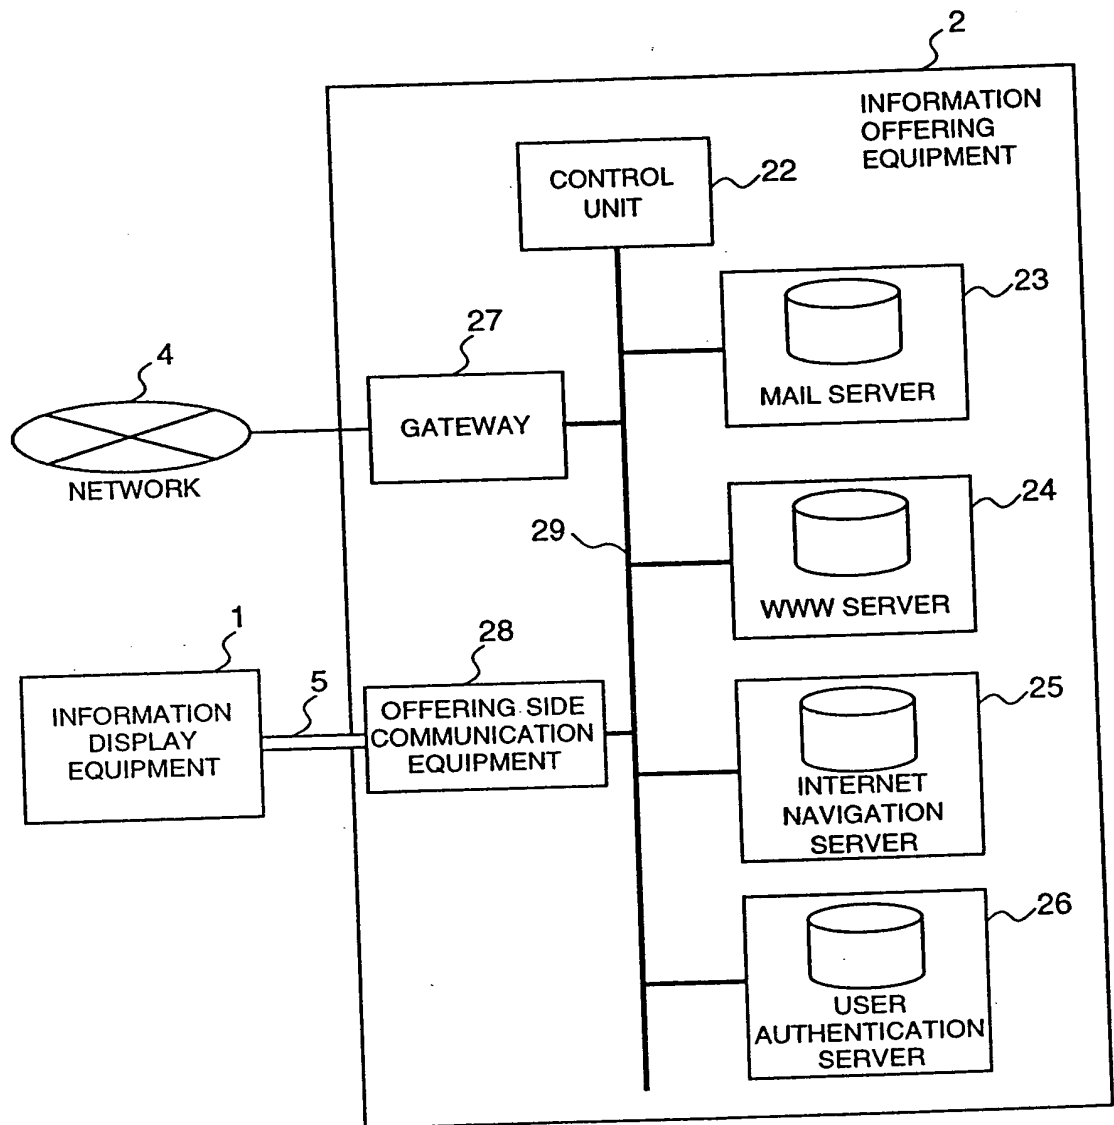 2
INFORMATION
OFFERING
EQUIPMENT
CONTROL
UNIT
22
23
MAIL SERVER
27
GATEWAY
4
NETWORK
24
WWW SERVER
29
1
INFORMATION
DISPLAY
EQUIPMENT
5
28
OFFERING SIDE
COMMUNICATION
EQUIPMENT
25
INTERNET
NAVIGATION
SERVER
26
USER
AUTHENTICATION
SERVER